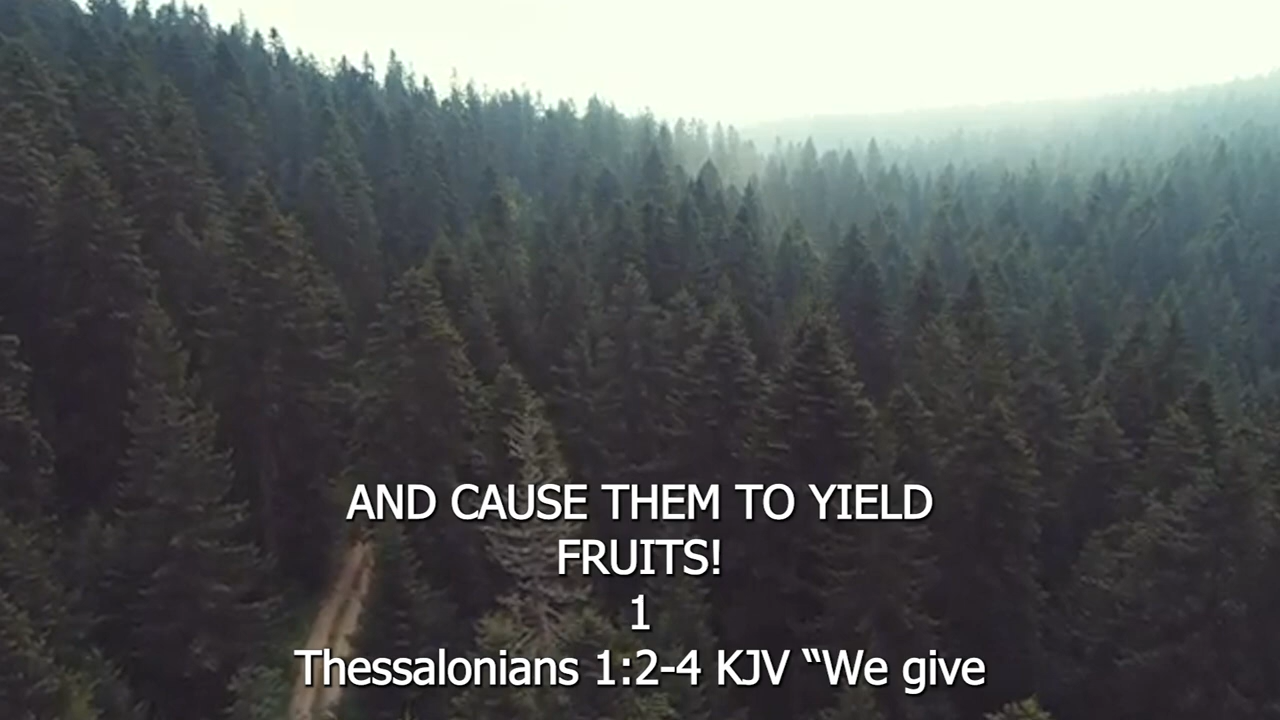 AND CAUSE THEM TO YIELD
FRUITS!
1
Thessalonians 1:2-4 KJV “We give